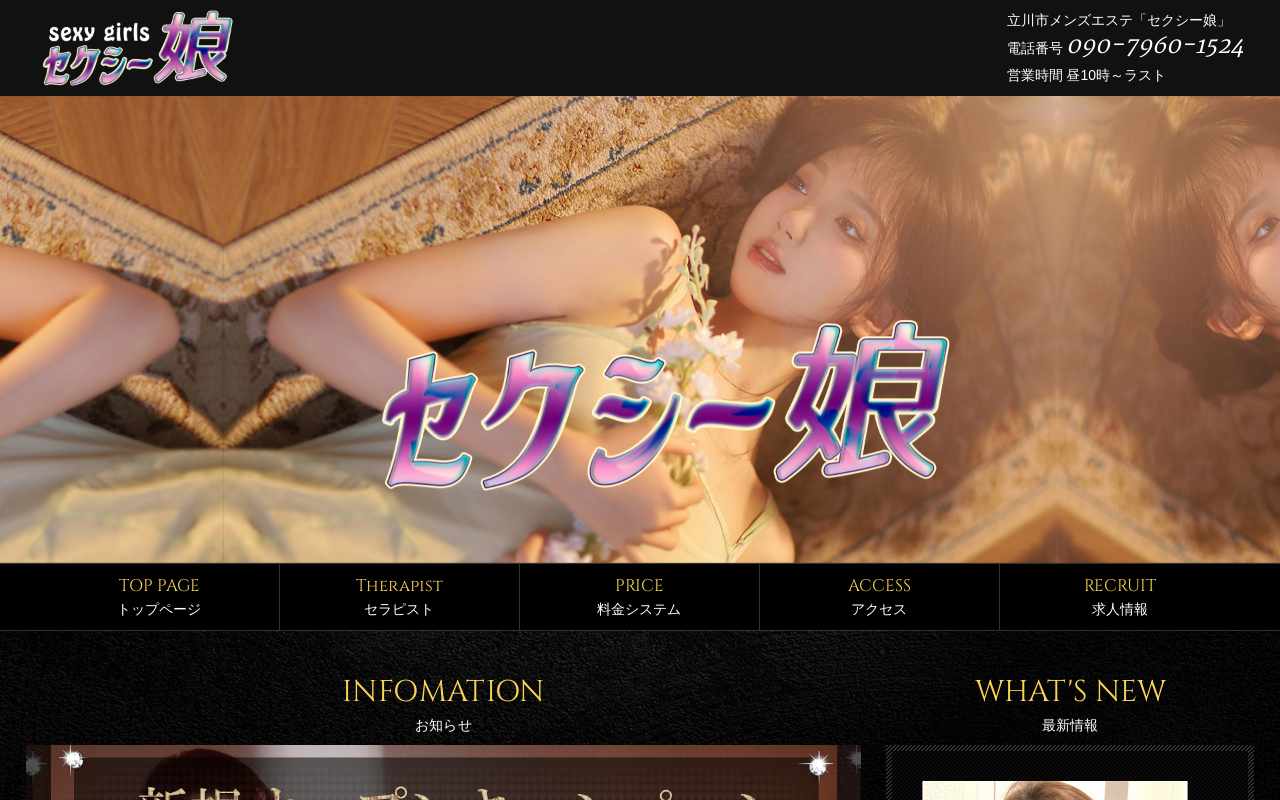 sexy girls
セクシー娘
立川市メンズエステ「セクシー娘」
電話番号 090-7960-1524
営業時間 昼10時～ラスト
セクシー娘
TOP PAGE
トップページ
Therapist
セラピスト
PRICE
料金システム
ACCESS
アクセス
RECRUIT
求人情報
INFOMATION
お知らせ
WHAT'S NEW
最新情報